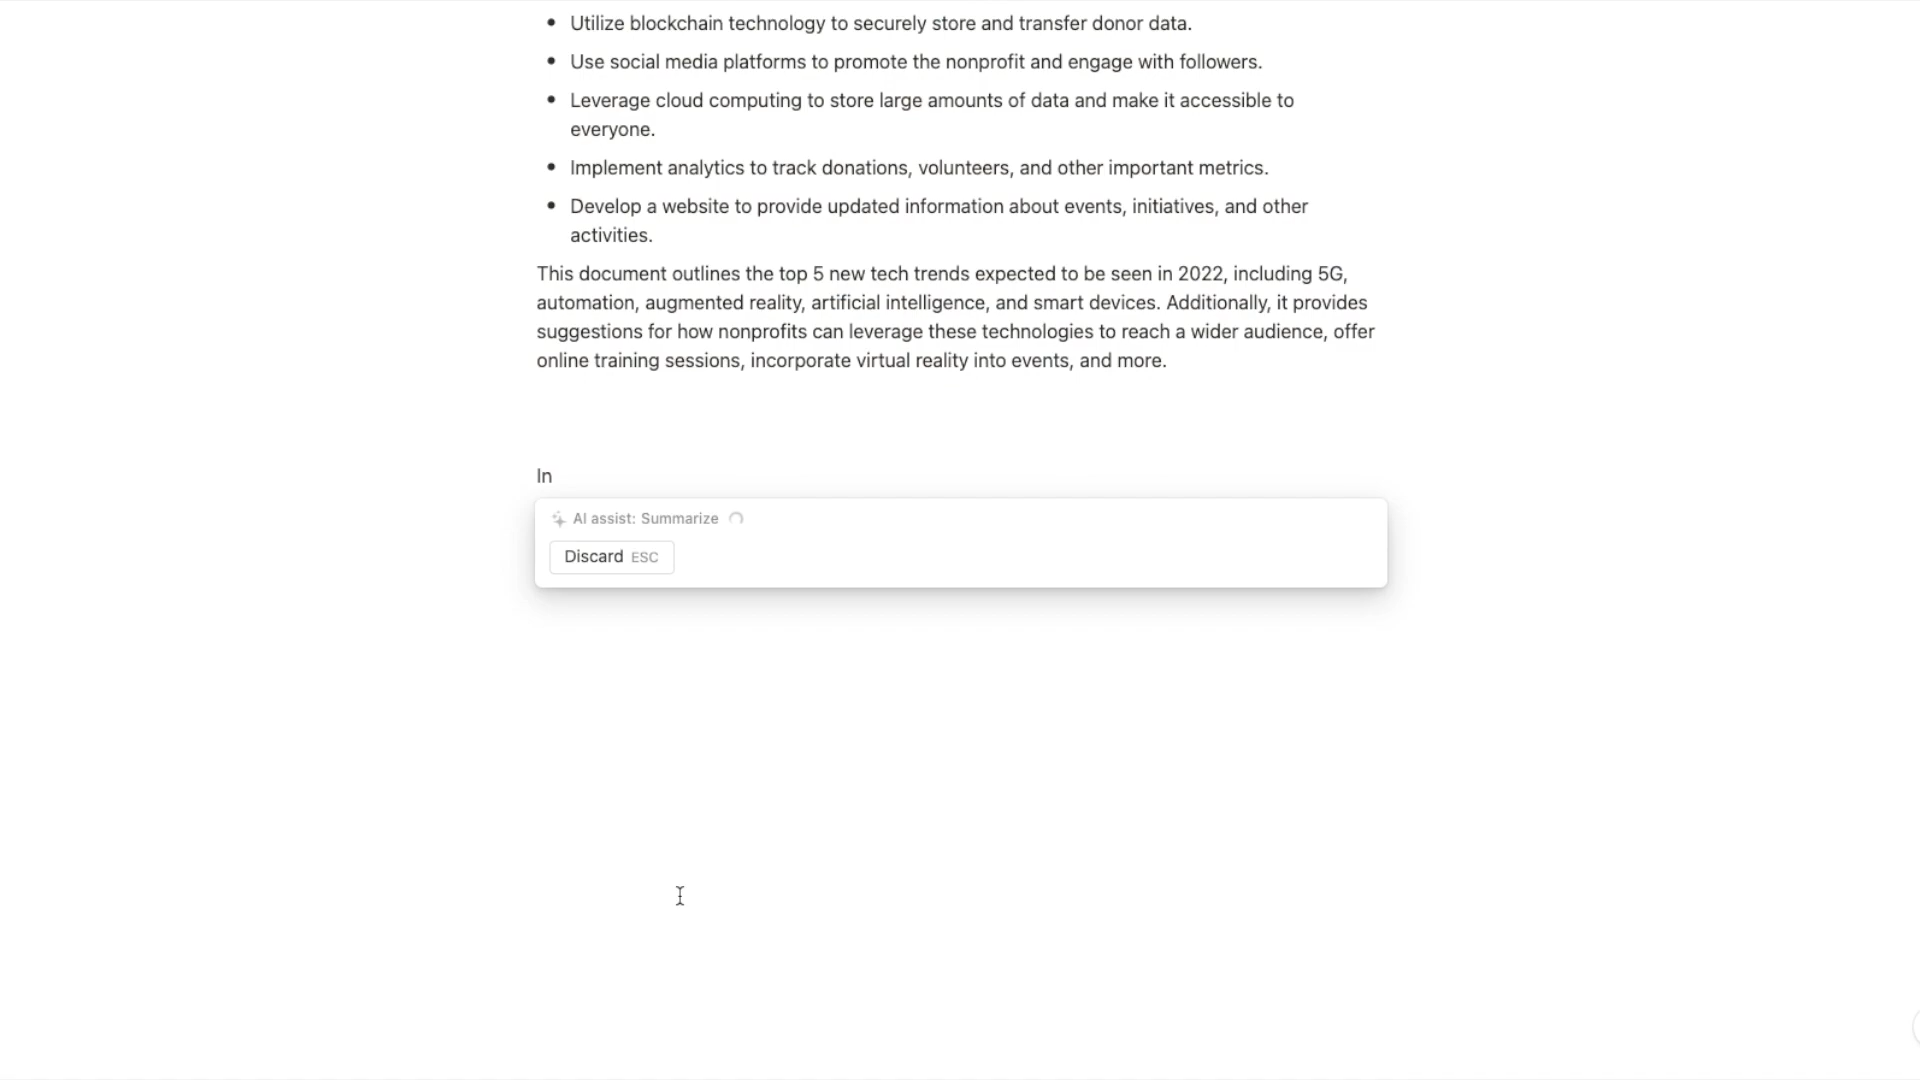 • Utilize blockchain technology to securely store and transfer donor data.
• Use social media platforms to promote the nonprofit and engage with followers.
• Leverage cloud computing to store large amounts of data and make it accessible to
everyone.
• Implement analytics to track donations, volunteers, and other important metrics.
• Develop a website to provide updated information about events, initiatives, and other
activities.
This document outlines the top 5 new tech trends expected to be seen in 2022, including 5G,
automation, augmented reality, artificial intelligence, and smart devices. Additionally, it provides
suggestions for how nonprofits can leverage these technologies to reach a wider audience, offer
online training sessions, incorporate virtual reality into events, and more.
In
AI assist: Summarize
Discard ESC